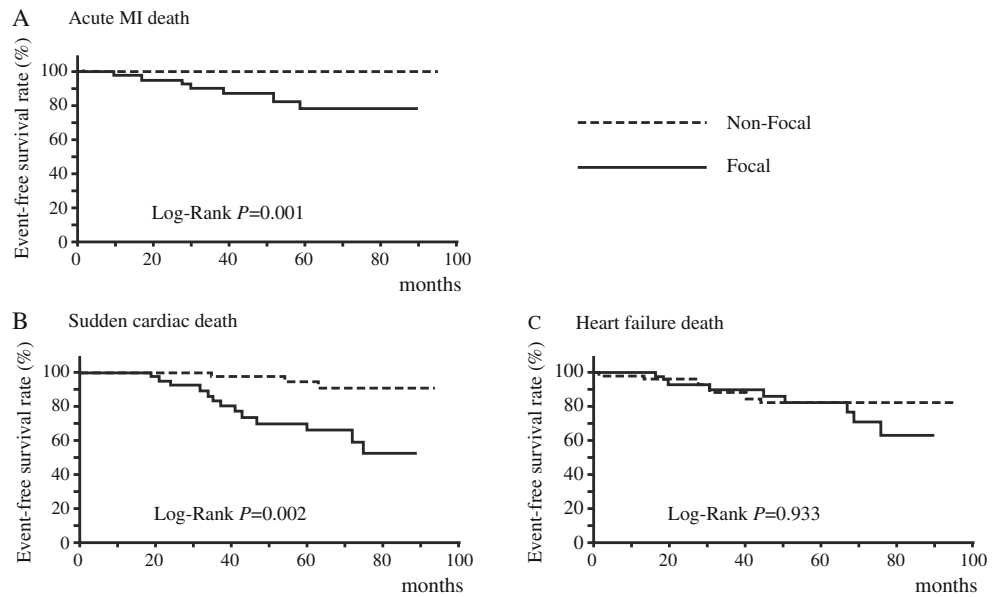 A Acute MI death
Event-free survival rate (%)
100
80
60
40
20
0
Log-Rank P=0.001
0 20 40 60 80 100
months
Non-Focal
Focal
B Sudden cardiac death
Event-free survival rate (%)
100
80
60
40
20
0
Log-Rank P=0.002
0 20 40 60 80 100
months
C Heart failure death
Event-free survival rate (%)
100
80
60
40
20
0
Log-Rank P=0.933
0 20 40 60 80 100
months